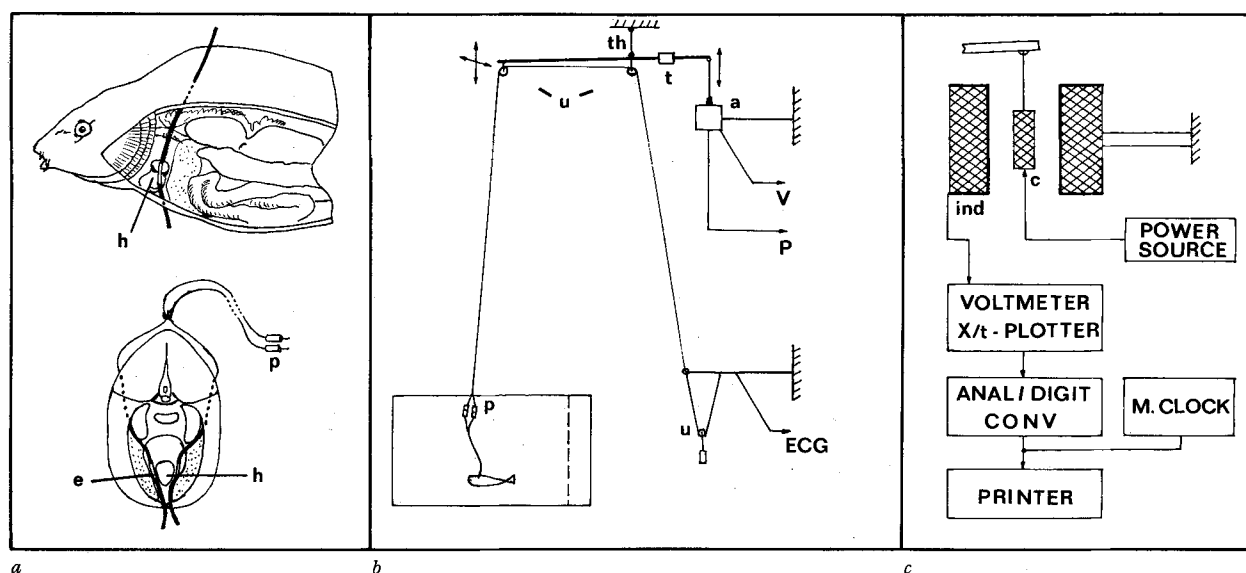 h
p
e
h
th
t
u
a
V
P
p
u
ECG
c
ind
POWER
SOURCE
VOLTMETER
X/t - PLOTTER
ANAL / DIGIT
CONV
M. CLOCK
PRINTER
a
b
c